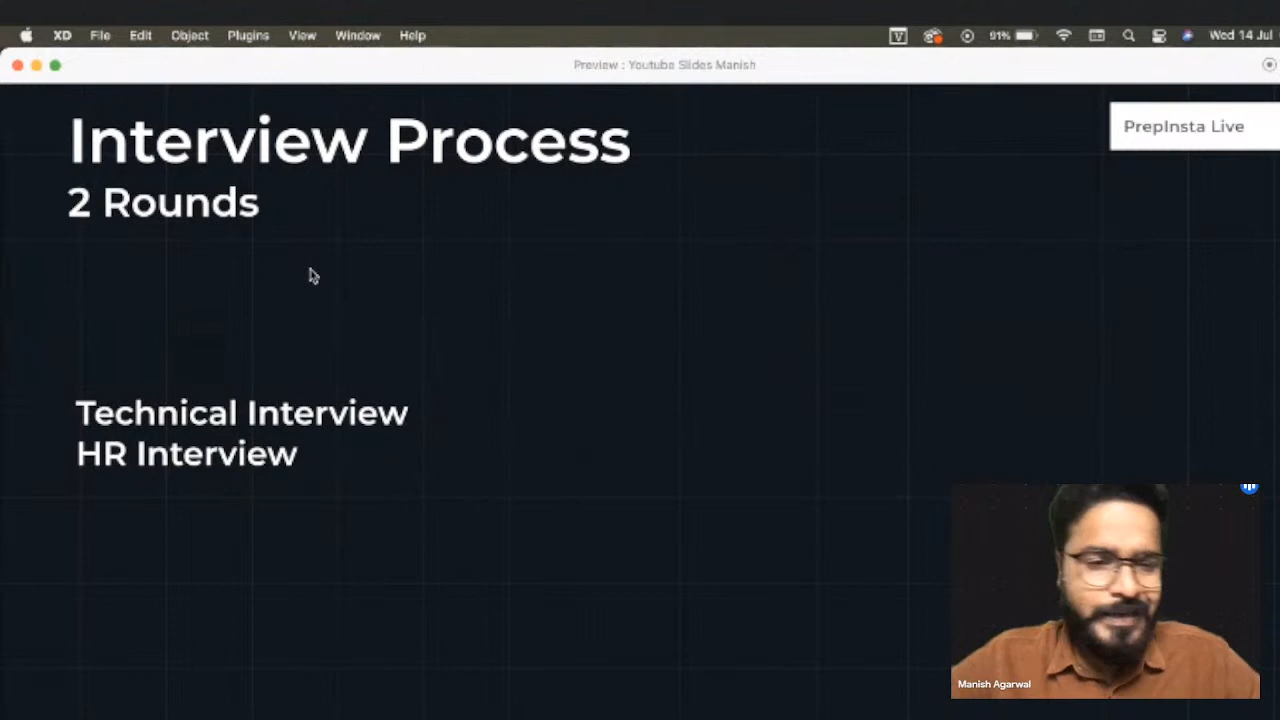 XD File Edit Object Plugins View Window Help 91% Wed 14 Jul
Preview : Youtube Slides Manish
Interview Process
PrepInsta Live
2 Rounds
Technical Interview
HR Interview
Manish Agarwal